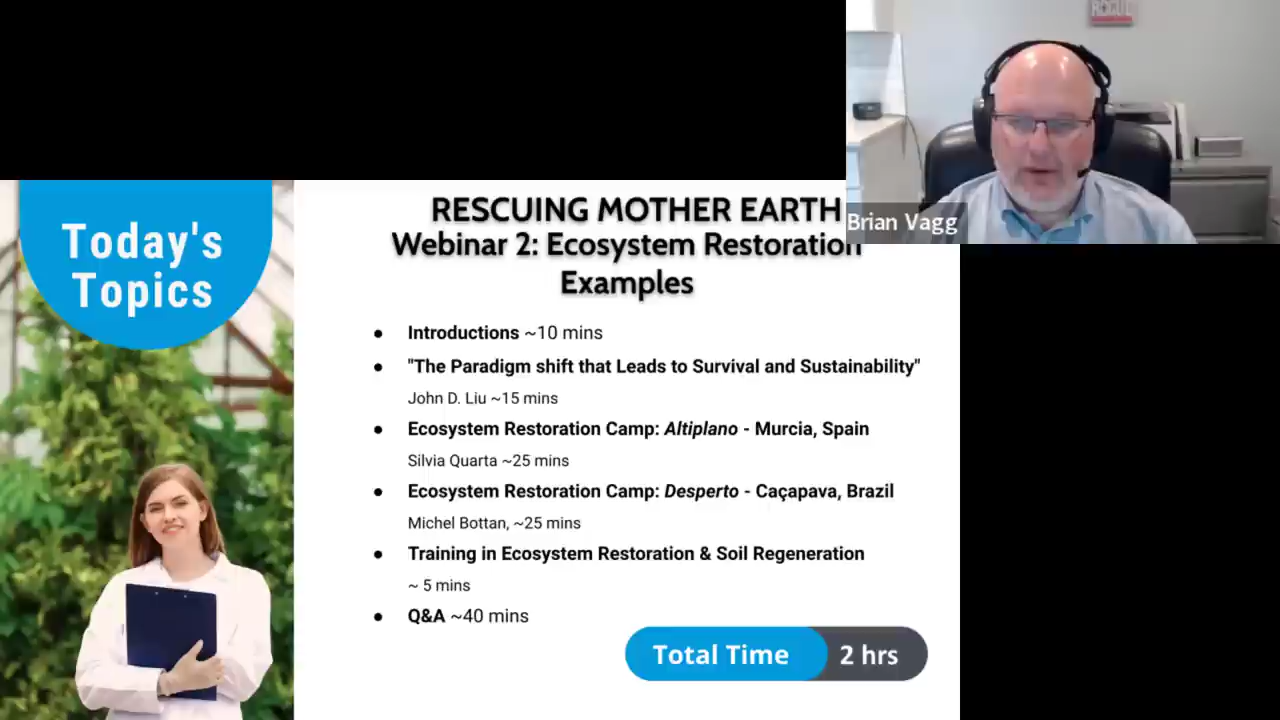 ROGUE
Brian Vagg
Today's
Topics
RESCUING MOTHER EARTH
Webinar 2: Ecosystem Restoration
Examples
● Introductions ~10 mins
● "The Paradigm shift that Leads to Survival and Sustainability"
John D. Liu ~15 mins
● Ecosystem Restoration Camp: Altiplano - Murcia, Spain
Silvia Quarta ~25 mins
● Ecosystem Restoration Camp: Desperto - Caçapava, Brazil
Michel Bottan, ~25 mins
● Training in Ecosystem Restoration & Soil Regeneration
~ 5 mins
● Q&A ~40 mins
Total Time 2 hrs